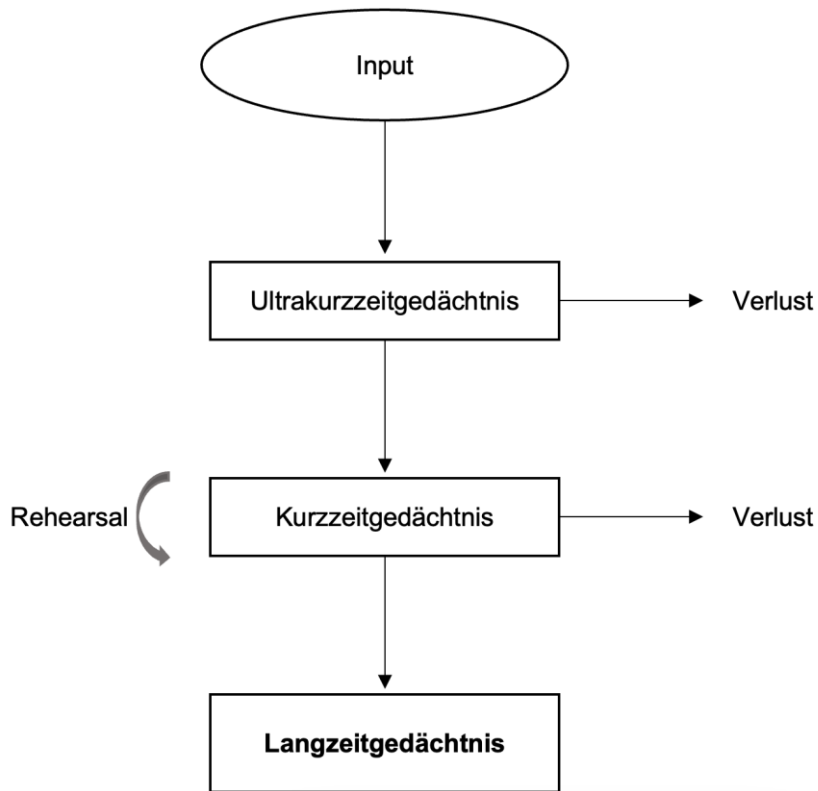 Input
Ultrakurzzeitgedächtnis
Verlust
Rehearsal
Kurzzeitgedächtnis
Verlust
Langzeitgedächtnis